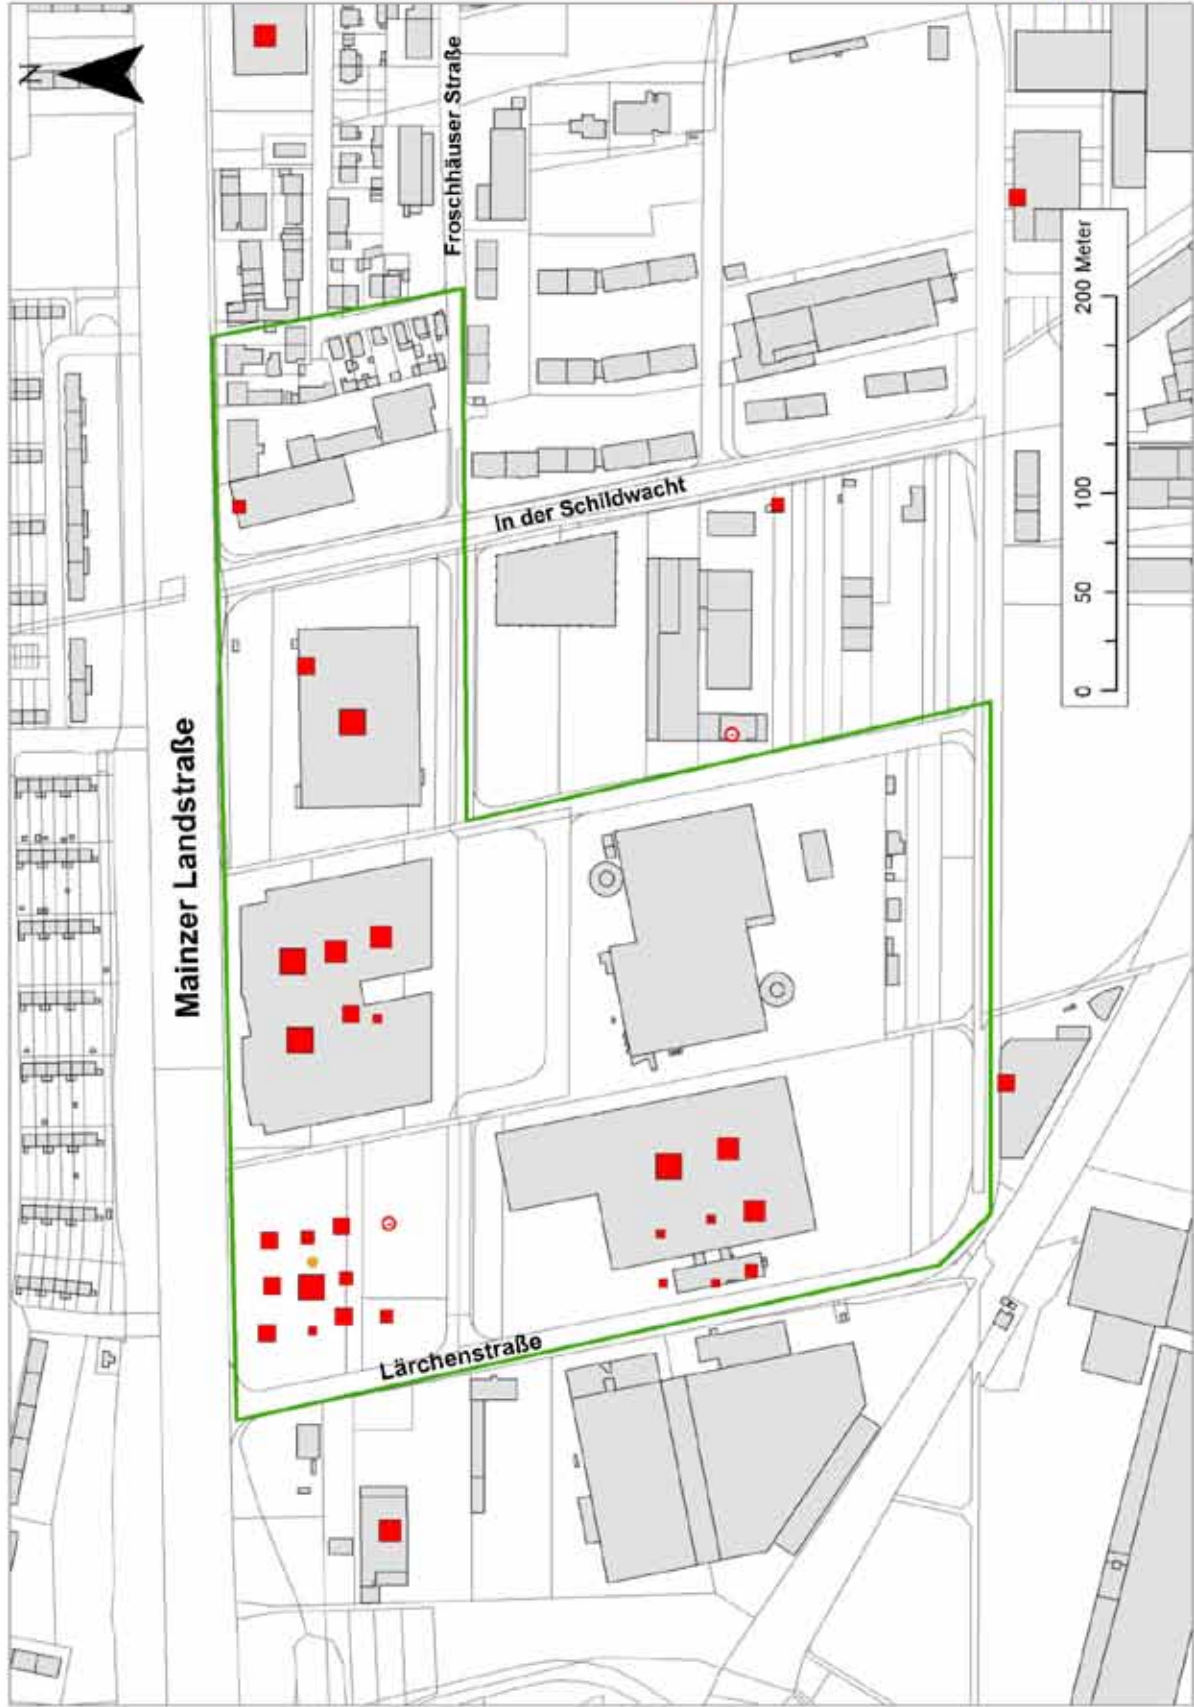 N
Froschhäuser Straße
In der Schildwacht
Mainzer Landstraße
Lärchenstraße
0 50 100 200 Meter